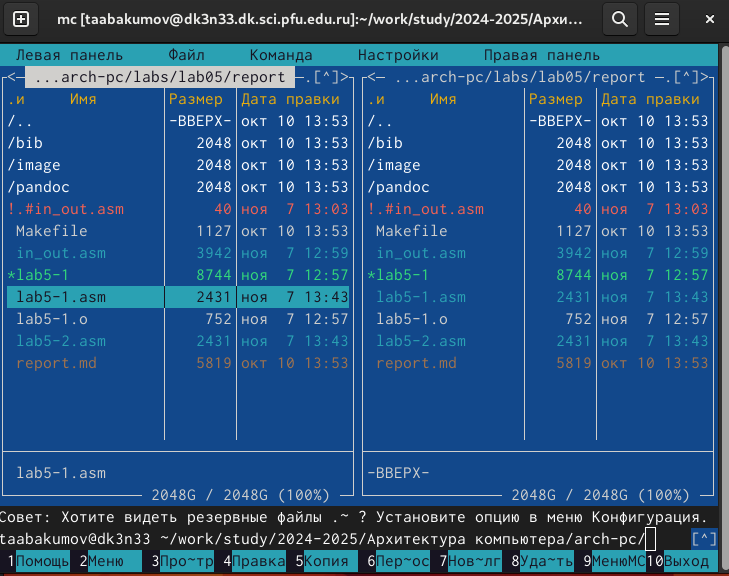 mc [taabakumov@dk3n33.dk.sci.pfu.edu.ru]:~/work/study/2024-2025/Архи...
Левая панель Файл Команда Настройки Правая панель
<— ...arch-pc/labs/lab05/report —.[^]> <— ...arch-pc/labs/lab05/report —.[^]>
.и Имя Размер Дата правки .и Имя Размер Дата правки
/.. -ВВЕРХ- окт 10 13:53 /.. -ВВЕРХ- окт 10 13:53
/bib 2048 окт 10 13:53 /bib 2048 окт 10 13:53
/image 2048 окт 10 13:53 /image 2048 окт 10 13:53
/pandoc 2048 окт 10 13:53 /pandoc 2048 окт 10 13:53
!.#in_out.asm 40 ноя 7 13:03 !.#in_out.asm 40 ноя 7 13:03
Makefile 1127 окт 10 13:53 Makefile 1127 окт 10 13:53
in_out.asm 3942 ноя 7 12:59 in_out.asm 3942 ноя 7 12:59
*lab5-1 8744 ноя 7 12:57 *lab5-1 8744 ноя 7 12:57
lab5-1.asm 2431 ноя 7 13:43 lab5-1.asm 2431 ноя 7 13:43
lab5-1.o 752 ноя 7 12:57 lab5-1.o 752 ноя 7 12:57
lab5-2.asm 2431 ноя 7 13:43 lab5-2.asm 2431 ноя 7 13:43
report.md 5819 окт 10 13:53 report.md 5819 окт 10 13:53
lab5-1.asm -ВВЕРХ-
2048G / 2048G (100%) 2048G / 2048G (100%)
Совет: Хотите видеть резервные файлы .~ ? Установите опцию в меню Конфигурация.
taabakumov@dk3n33 ~/work/study/2024-2025/Архитектура компьютера/arch-pc/ [^]
1Помощь 2Меню 3Про~тр 4Правка 5Копия 6Пер~ос 7Нов~лг 8Уда~ть 9МенюMC 10Выход